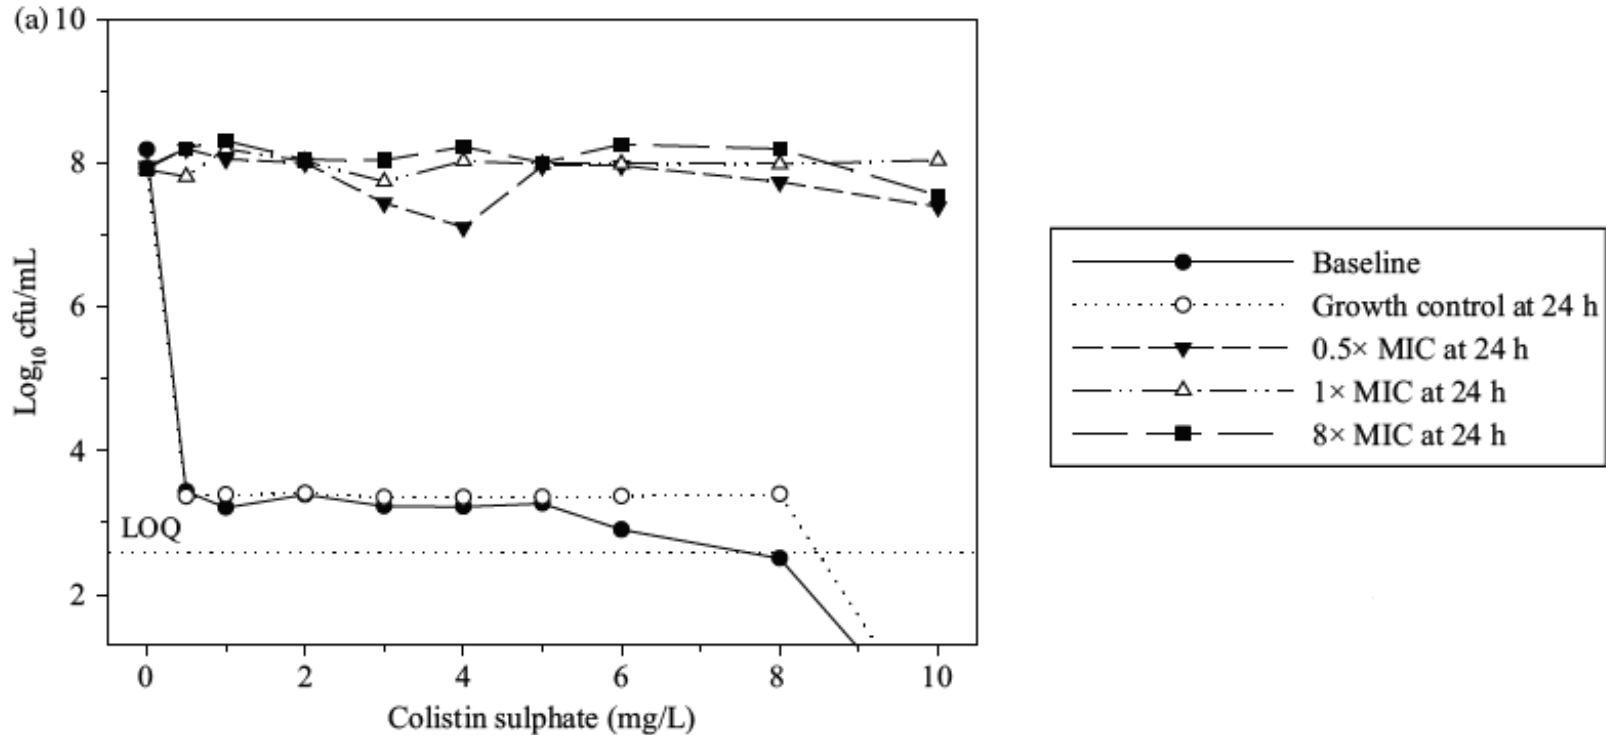 (a)
10
8
6
4
2
Log10 cfu/mL
LOQ
0 2 4 6 8 10
Colistin sulphate (mg/L)
Baseline
Growth control at 24 h
0.5× MIC at 24 h
1× MIC at 24 h
8× MIC at 24 h